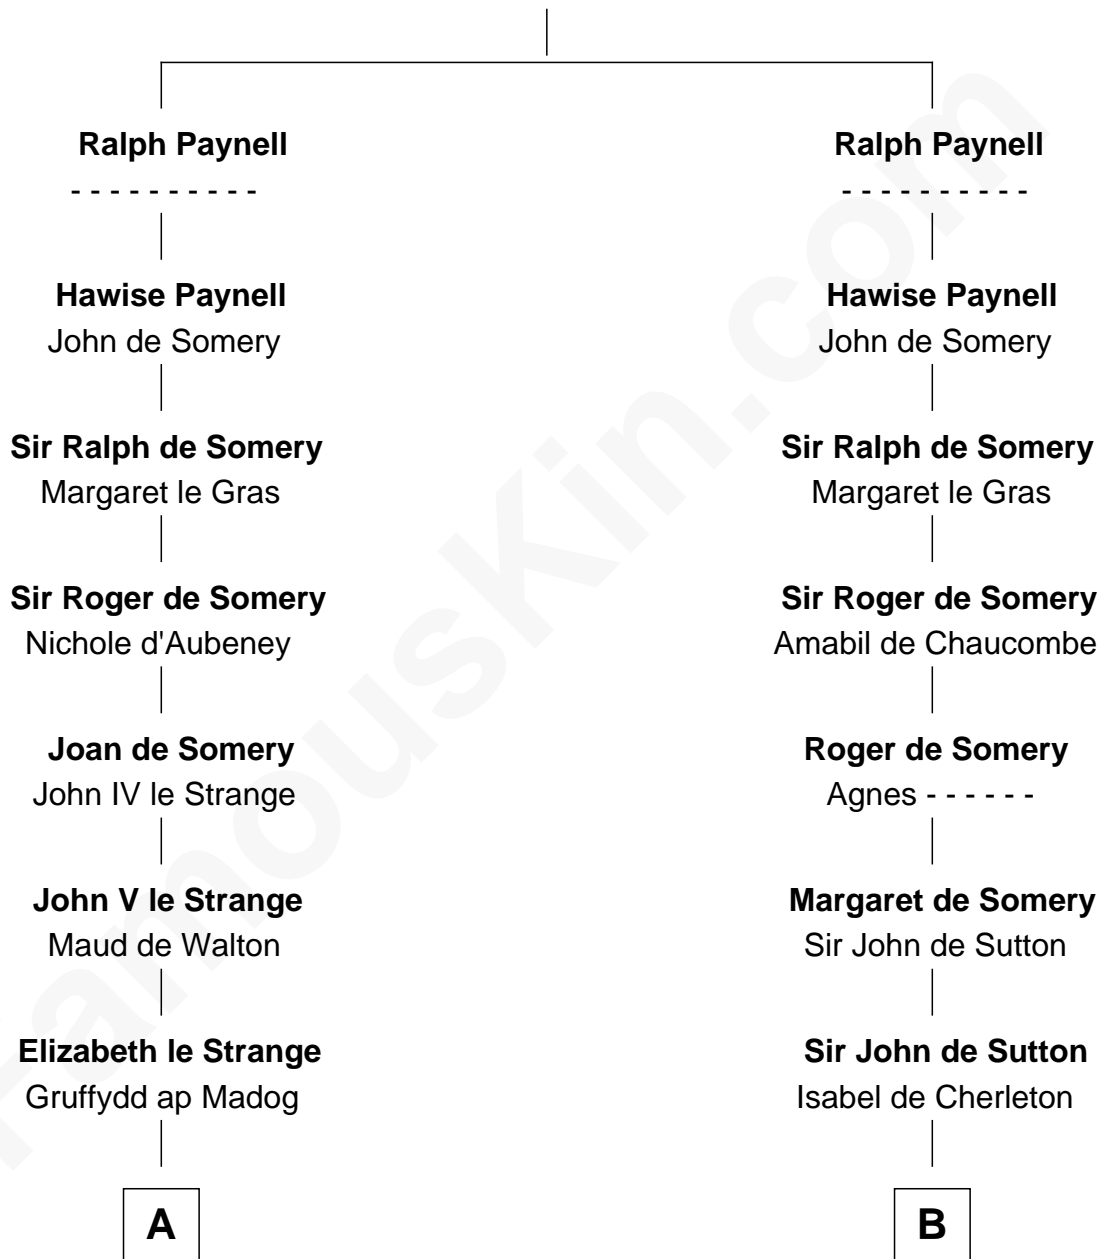 Ralph Paynell
- - - - - - - - - -
Hawise Paynell
John de Somery
Sir Ralph de Somery
Margaret le Gras
Sir Roger de Somery
Nichole d'Aubeney
Joan de Somery
John IV le Strange
John V le Strange
Maud de Walton
Elizabeth le Strange
Gruffydd ap Madog
A
Ralph Paynell
- - - - - - - - - -
Hawise Paynell
John de Somery
Sir Ralph de Somery
Margaret le Gras
Sir Roger de Somery
Amabil de Chaucombe
Roger de Somery
Agnes - - - - - -
Margaret de Somery
Sir John de Sutton
Sir John de Sutton
Isabel de Cherleton
B
FamousKin.com